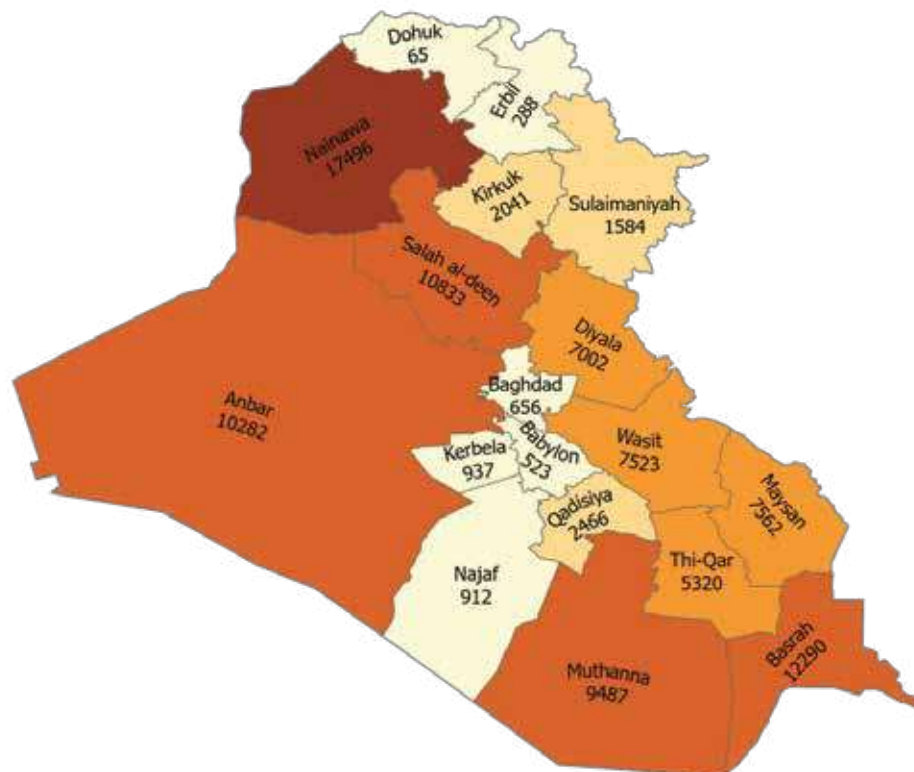 Dohuk
65
Erbil
288
Nainawa
17496
Kirkuk
2041
Sulaimaniyah
1584
Salah al-deen
10833
Diyala
7002
Baghdad
656
Anbar
10282
Babylon
523
Wasit
7523
Kerbela
937
Maysan
7562
Qadisiya
2466
Najaf
912
Thi-Qar
5320
Basrah
12290
Muthanna
9487